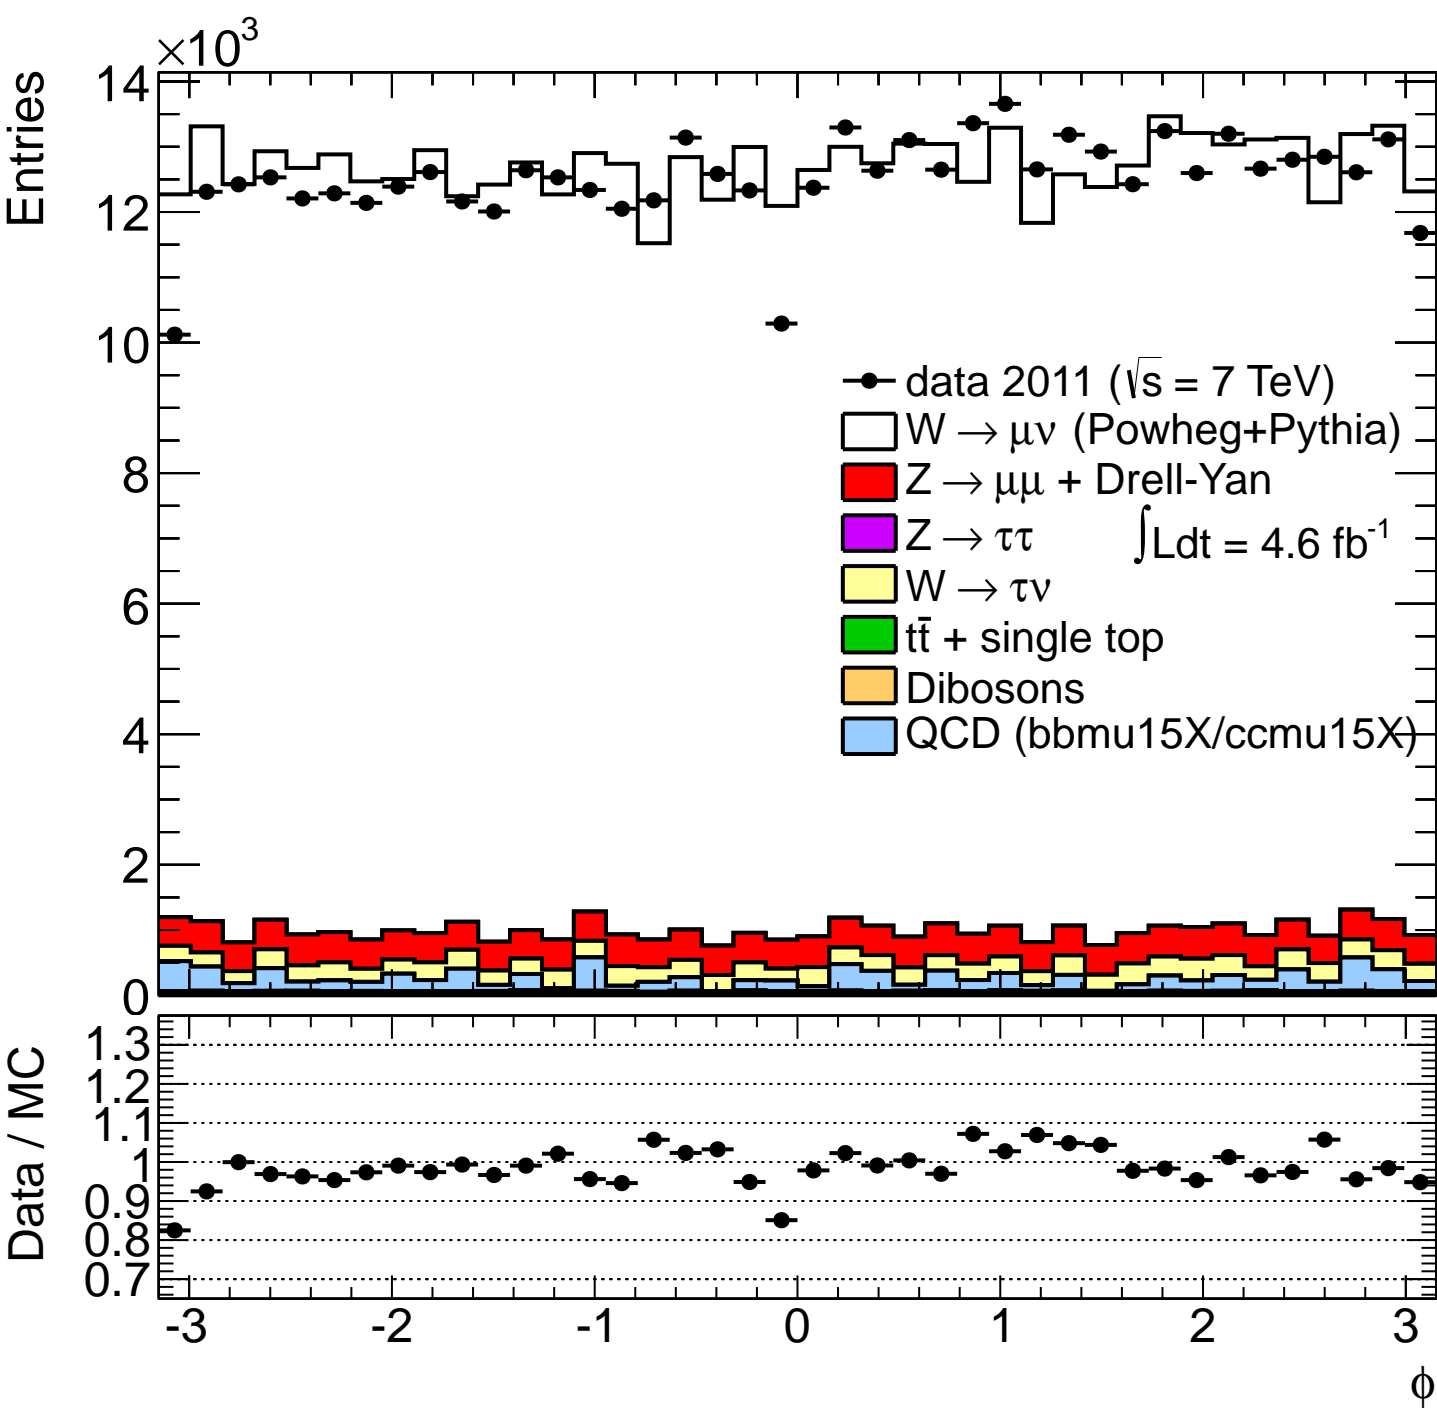 ×10³
Entries
14
12
10
8
6
4
2
0
data 2011 (√s = 7 TeV)
W → μν (Powheg+Pythia)
Z → μμ + Drell-Yan
Z → ττ
∫Ldt = 4.6 fb⁻¹
W → τν
tt̄ + single top
Dibosons
QCD (bbmu15X/ccmu15X)
Data / MC
1.3
1.2
1.1
1
0.9
0.8
0.7
-3 -2 -1 0 1 2 3
ϕ